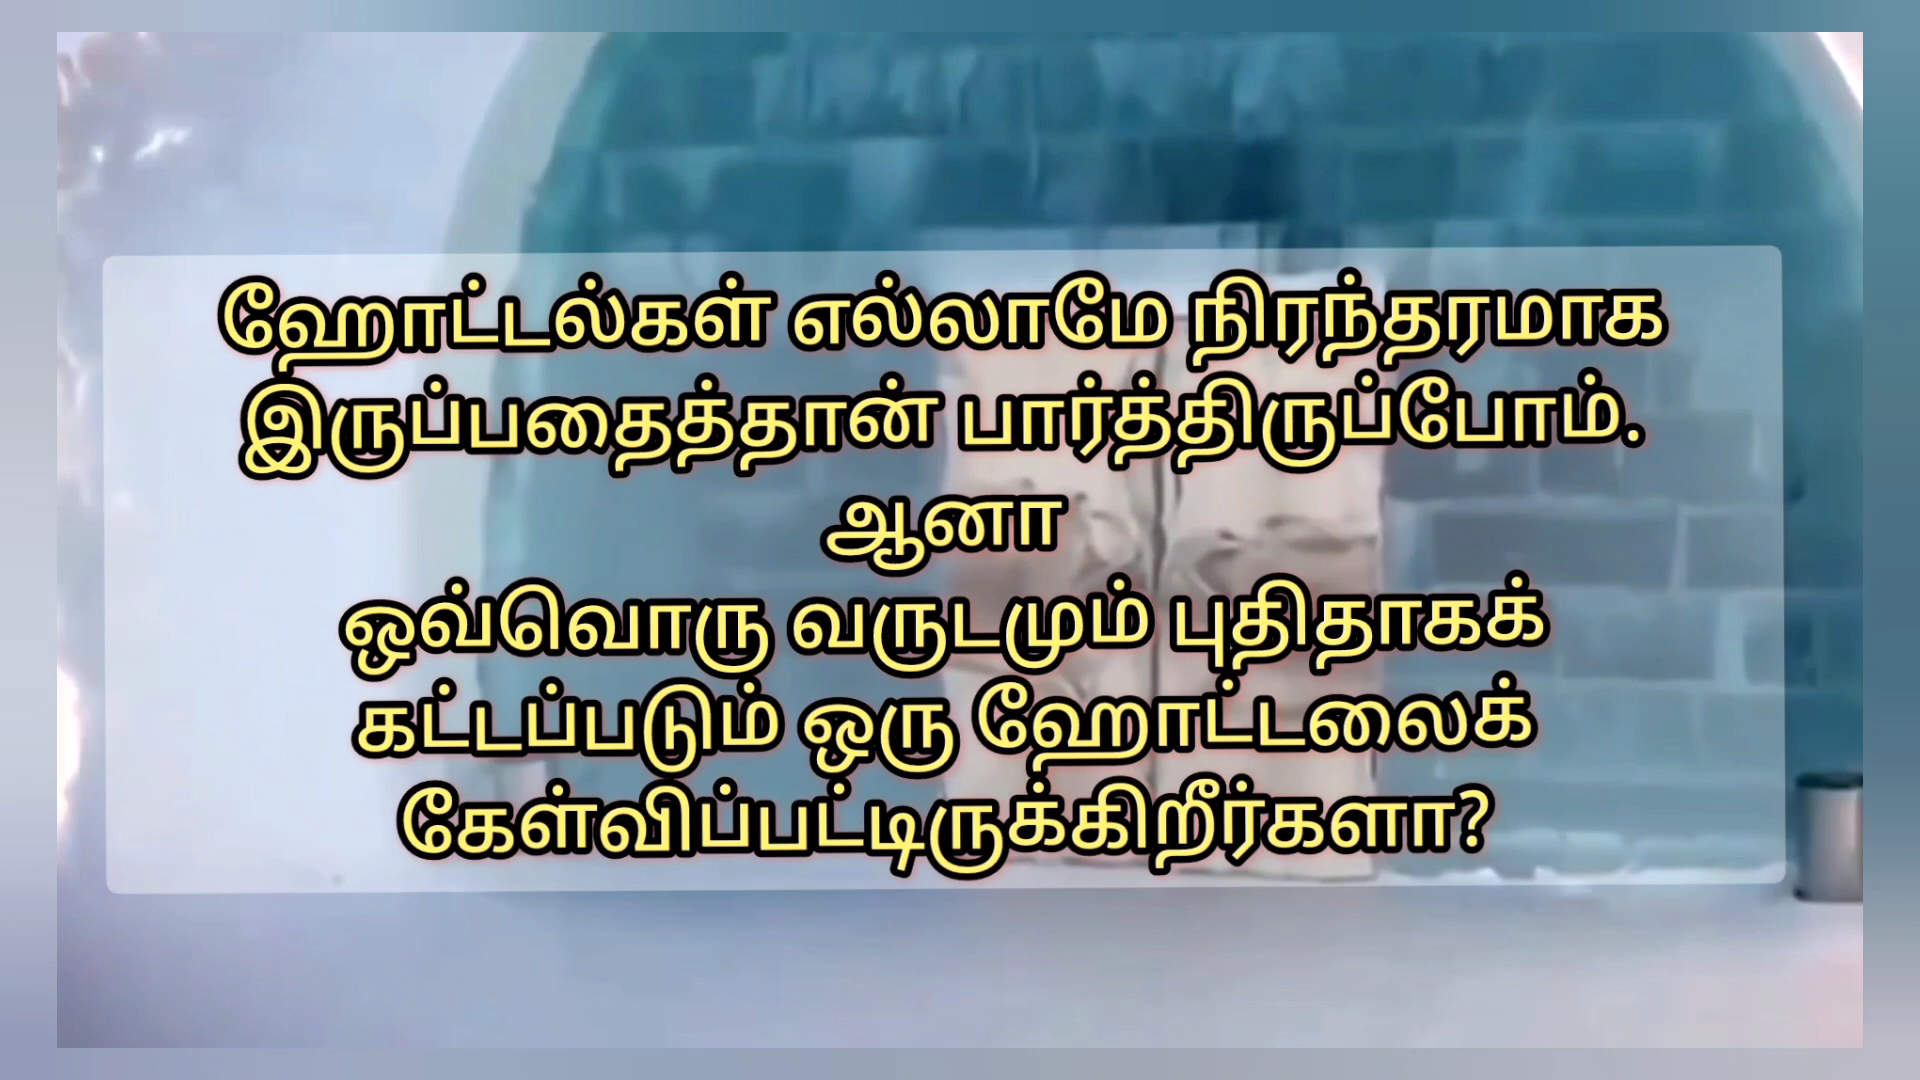 ஹோட்டல்கள் எல்லாமே நிரந்தரமாக
இருப்பதைத்தான் பார்த்திருப்போம்.
ஆனா
ஒவ்வொரு வருடமும் புதிதாகக்
கட்டப்படும் ஒரு ஹோட்டலைக்
கேள்விப்பட்டிருக்கிறீர்களா?